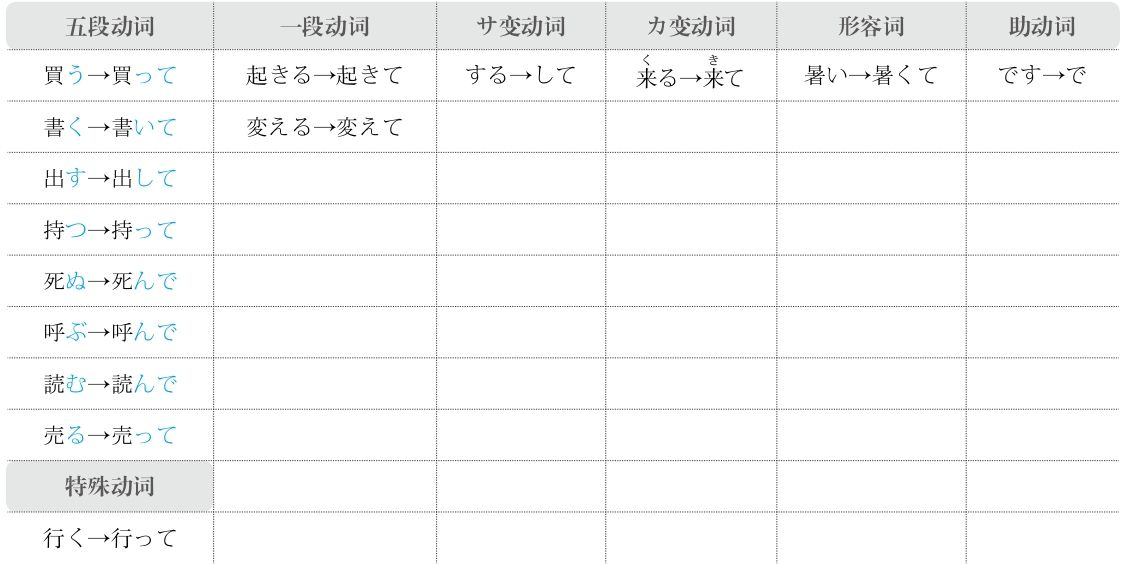 五段动词 一段动词 サ变动词 カ变动词 形容词 助动词
買う→買って 起きる→起きて する→して 来る→来て 暑い→暑くて です→で
く き
書く→書いて 変える→変えて
出す→出して
持つ→持って
死ぬ→死んで
呼ぶ→呼んで
読む→読んで
売る→売って
特殊动词
行く→行って